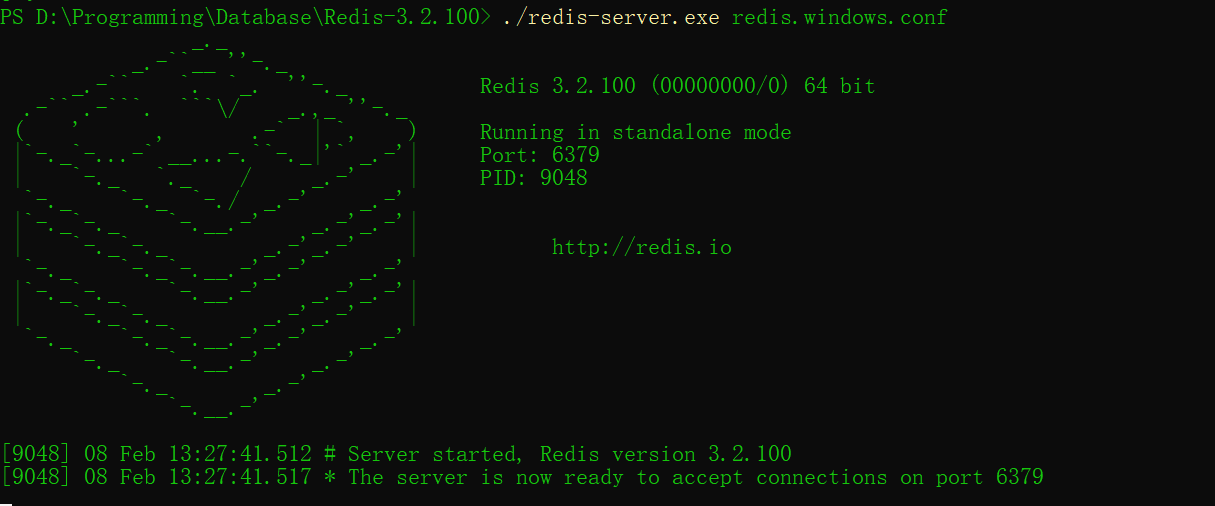 PS D:\Programming\Database\Redis-3.2.100> ./redis-server.exe redis.windows.conf
Redis 3.2.100 (00000000/0) 64 bit
Running in standalone mode
Port: 6379
PID: 9048
http://redis.io
[9048] 08 Feb 13:27:41.512 # Server started, Redis version 3.2.100
[9048] 08 Feb 13:27:41.517 * The server is now ready to accept connections on port 6379